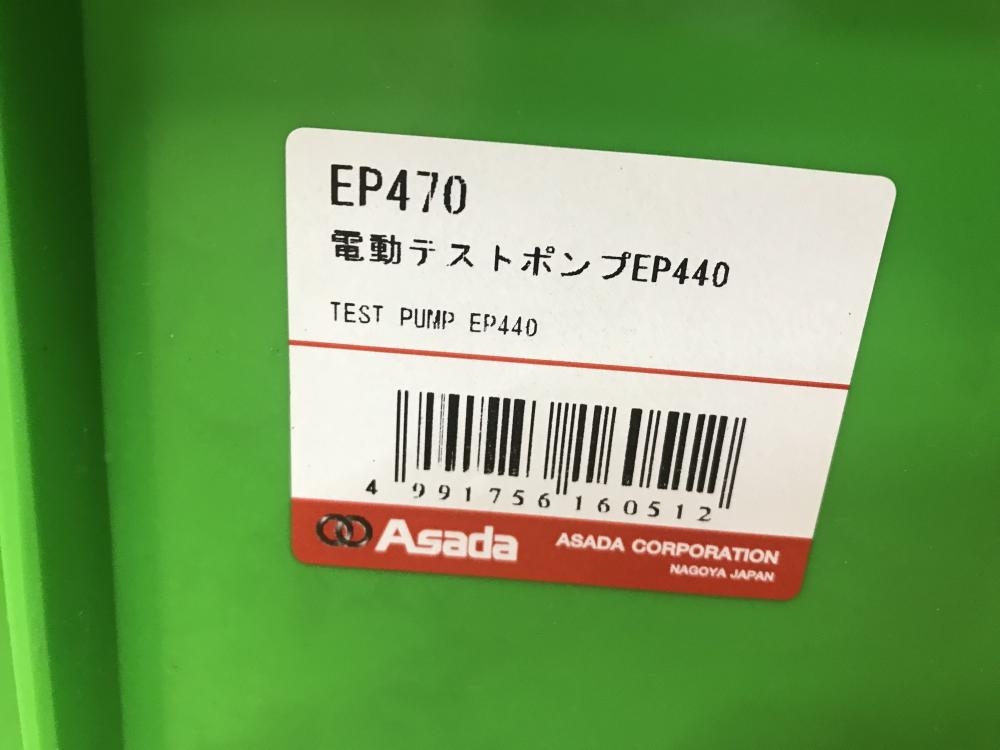 EP470
電動テストポンプEP440
TEST PUMP EP440
4 991756 160512
Asada
ASADA CORPORATION
NAGOYA JAPAN